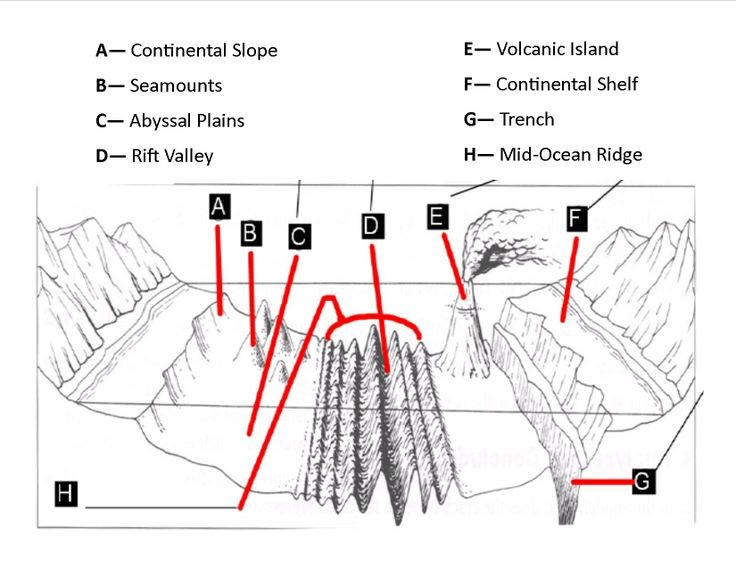 A— Continental Slope
B— Seamounts
C— Abyssal Plains
D— Rift Valley
E— Volcanic Island
F— Continental Shelf
G— Trench
H— Mid-Ocean Ridge
A
B
C
D
E
F
G
H